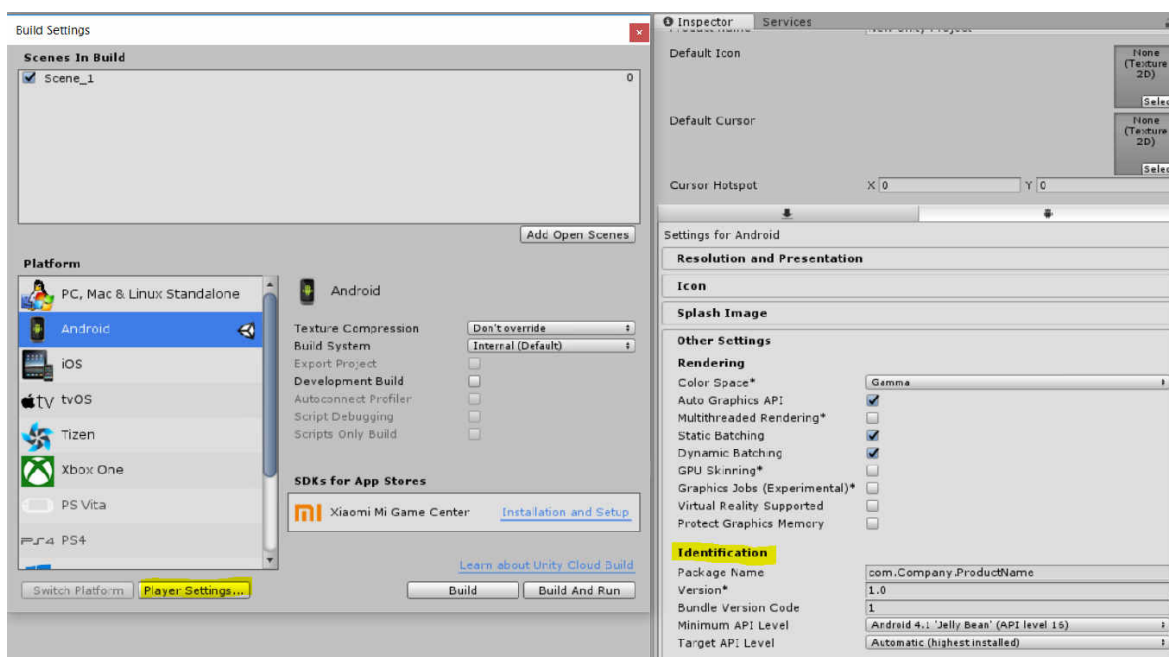 Build Settings
Scenes In Build
Scene_1 0
Add Open Scenes
Platform
PC, Mac & Linux Standalone
Android
iOS
tv tvOS
Tizen
Xbox One
PS Vita
PS4
Switch Platform
Player Settings...
Android
Texture Compression Don't override
Build System Internal (Default)
Export Project
Development Build
Autoconnect Profiler
Script Debugging
Scripts Only Build
SDKs for App Stores
Xiaomi Mi Game Center Installation and Setup
Learn about Unity Cloud Build
Build Build And Run
Inspector Services
Default Icon
None
(Texture
2D)
Selec
Default Cursor
None
(Texture
2D)
Selec
Cursor Hotspot X 0 Y 0
Settings for Android
Resolution and Presentation
Icon
Splash Image
Other Settings
Rendering
Color Space* Gamma
Auto Graphics API
Multithreaded Rendering*
Static Batching
Dynamic Batching
GPU Skinning*
Graphics Jobs (Experimental)*
Virtual Reality Supported
Protect Graphics Memory
Identification
Package Name com.Company.ProductName
Version* 1.0
Bundle Version Code 1
Minimum API Level Android 4.1 'Jelly Bean' (API level 16)
Target API Level Automatic (highest installed)